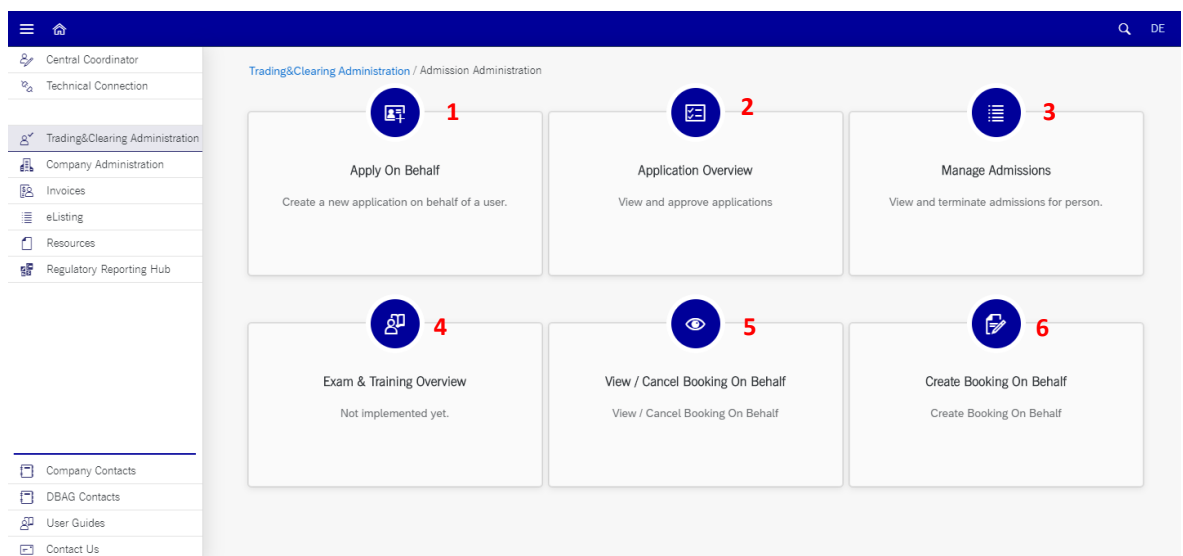 DE
Central Coordinator
Technical Connection
Trading&Clearing Administration
Company Administration
Invoices
eListing
Resources
Regulatory Reporting Hub
Company Contacts
DBAG Contacts
User Guides
Contact Us
Trading&Clearing Administration / Admission Administration
1
Apply On Behalf
Create a new application on behalf of a user.
2
Application Overview
View and approve applications
3
Manage Admissions
View and terminate admissions for person.
4
Exam & Training Overview
Not implemented yet.
5
View / Cancel Booking On Behalf
View / Cancel Booking On Behalf
6
Create Booking On Behalf
Create Booking On Behalf